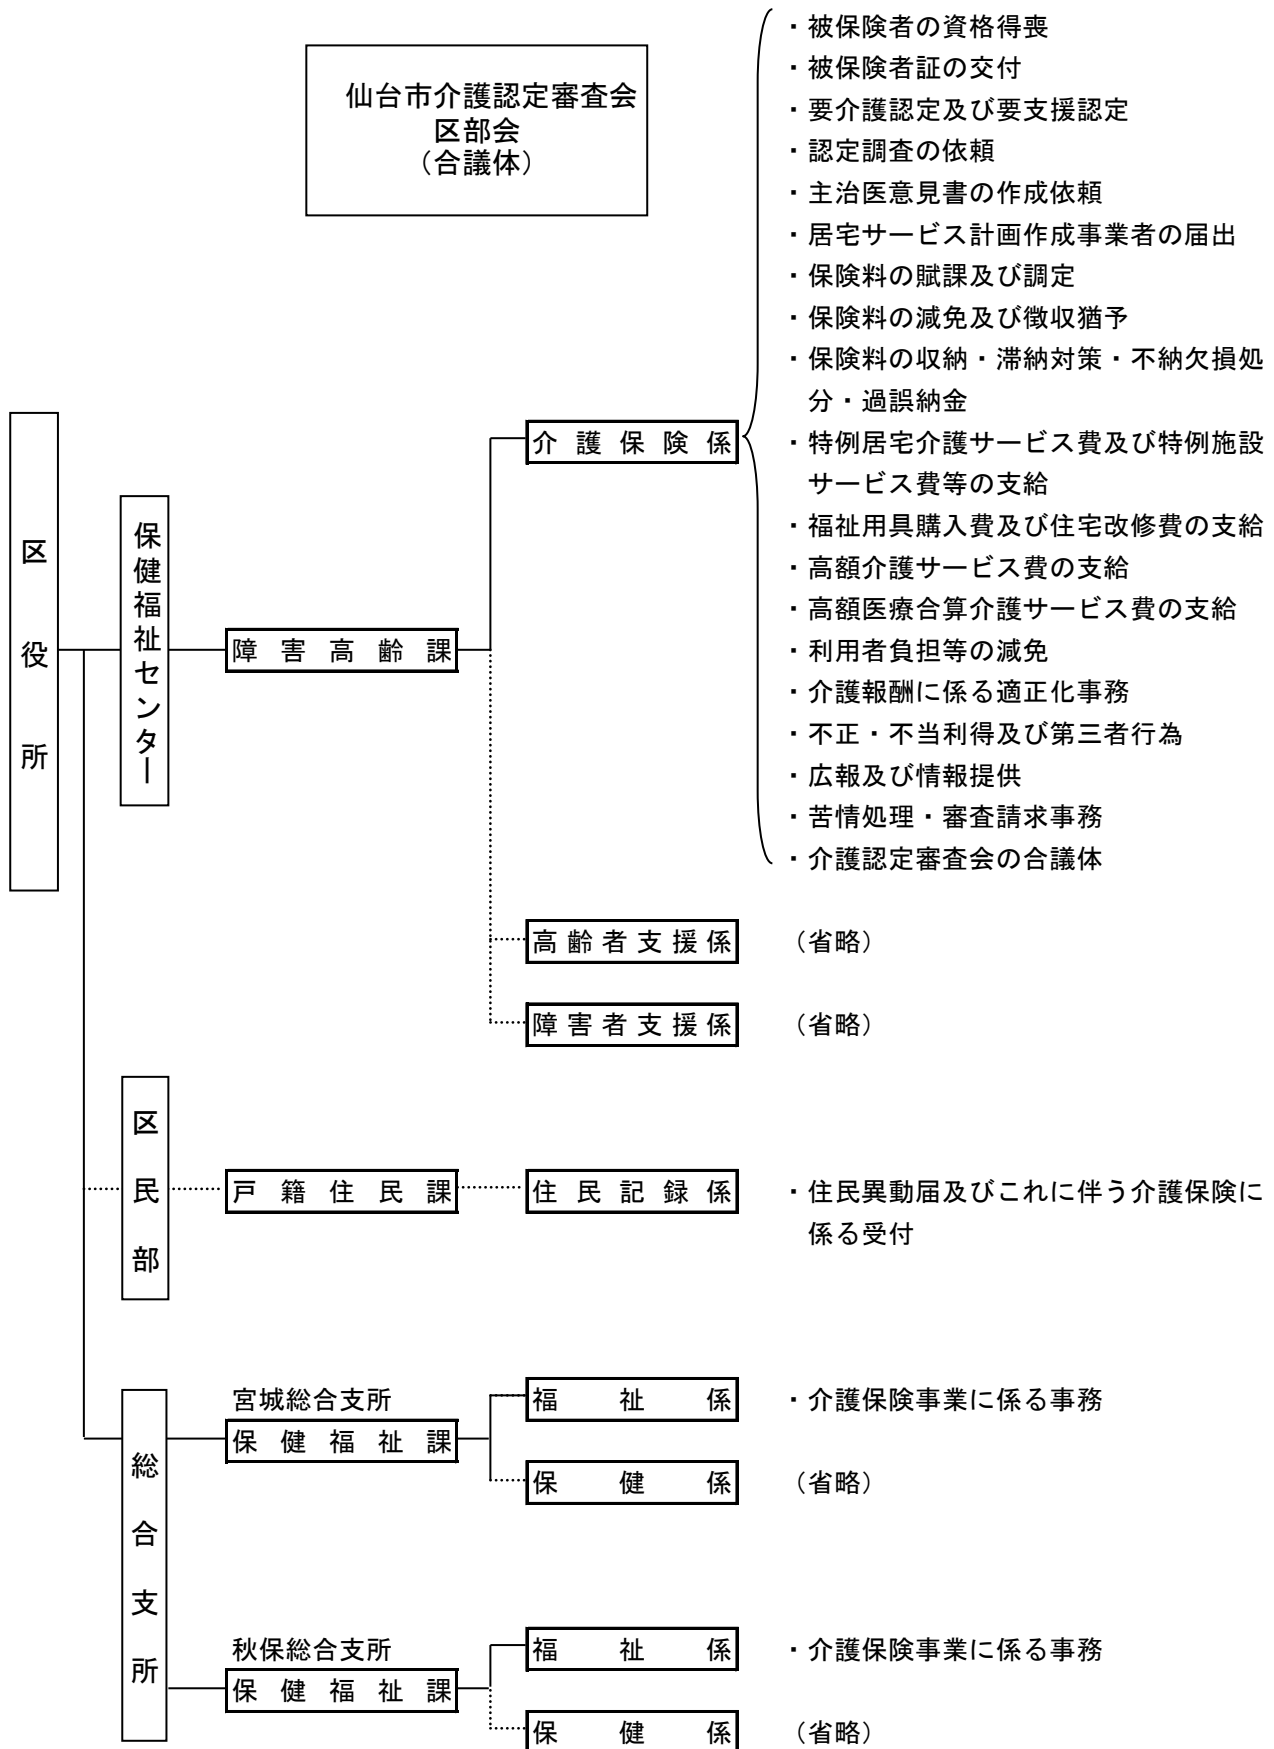 仙台市介護認定審査会
区部会
（合議体）
・被保険者の資格得喪
・被保険者証の交付
・要介護認定及び要支援認定
・認定調査の依頼
・主治医意見書の作成依頼
・居宅サービス計画作成事業者の届出
・保険料の賦課及び調定
・保険料の減免及び徴収猶予
・保険料の収納・滞納対策・不納欠損処
分・過誤納金
・特例居宅介護サービス費及び特例施設
サービス費等の支給
・福祉用具購入費及び住宅改修費の支給
・高額介護サービス費の支給
・高額医療合算介護サービス費の支給
・利用者負担等の減免
・介護報酬に係る適正化事務
・不正・不当利得及び第三者行為
・広報及び情報提供
・苦情処理・審査請求事務
・介護認定審査会の合議体
区役所
保健福祉センター
障害高齢課
介護保険係
高齢者支援係
（省略）
障害者支援係
（省略）
区民部
戸籍住民課
住民記録係
・住民異動届及びこれに伴う介護保険に
係る受付
総合支所
宮城総合支所
保健福祉課
福祉係
・介護保険事業に係る事務
保健係
（省略）
秋保総合支所
保健福祉課
福祉係
・介護保険事業に係る事務
保健係
（省略）